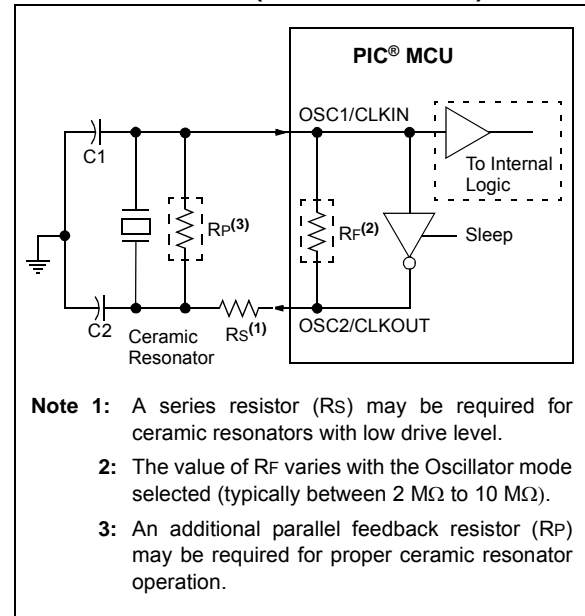 PIC® MCU
OSC1/CLKIN
C1
To Internal
Logic
RP(3)
RF(2)
Sleep
C2
Ceramic
Resonator
RS(1)
OSC2/CLKOUT
Note 1: A series resistor (RS) may be required for
ceramic resonators with low drive level.
2: The value of RF varies with the Oscillator mode
selected (typically between 2 MΩ to 10 MΩ).
3: An additional parallel feedback resistor (RP)
may be required for proper ceramic resonator
operation.